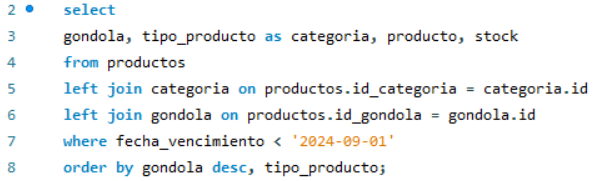 2 select
3 gondola, tipo_producto as categoria, producto, stock
4 from productos
5 left join categoria on productos.id_categoria = categoria.id
6 left join gondola on productos.id_gondola = gondola.id
7 where fecha_vencimiento < '2024-09-01'
8 order by gondola desc, tipo_producto;